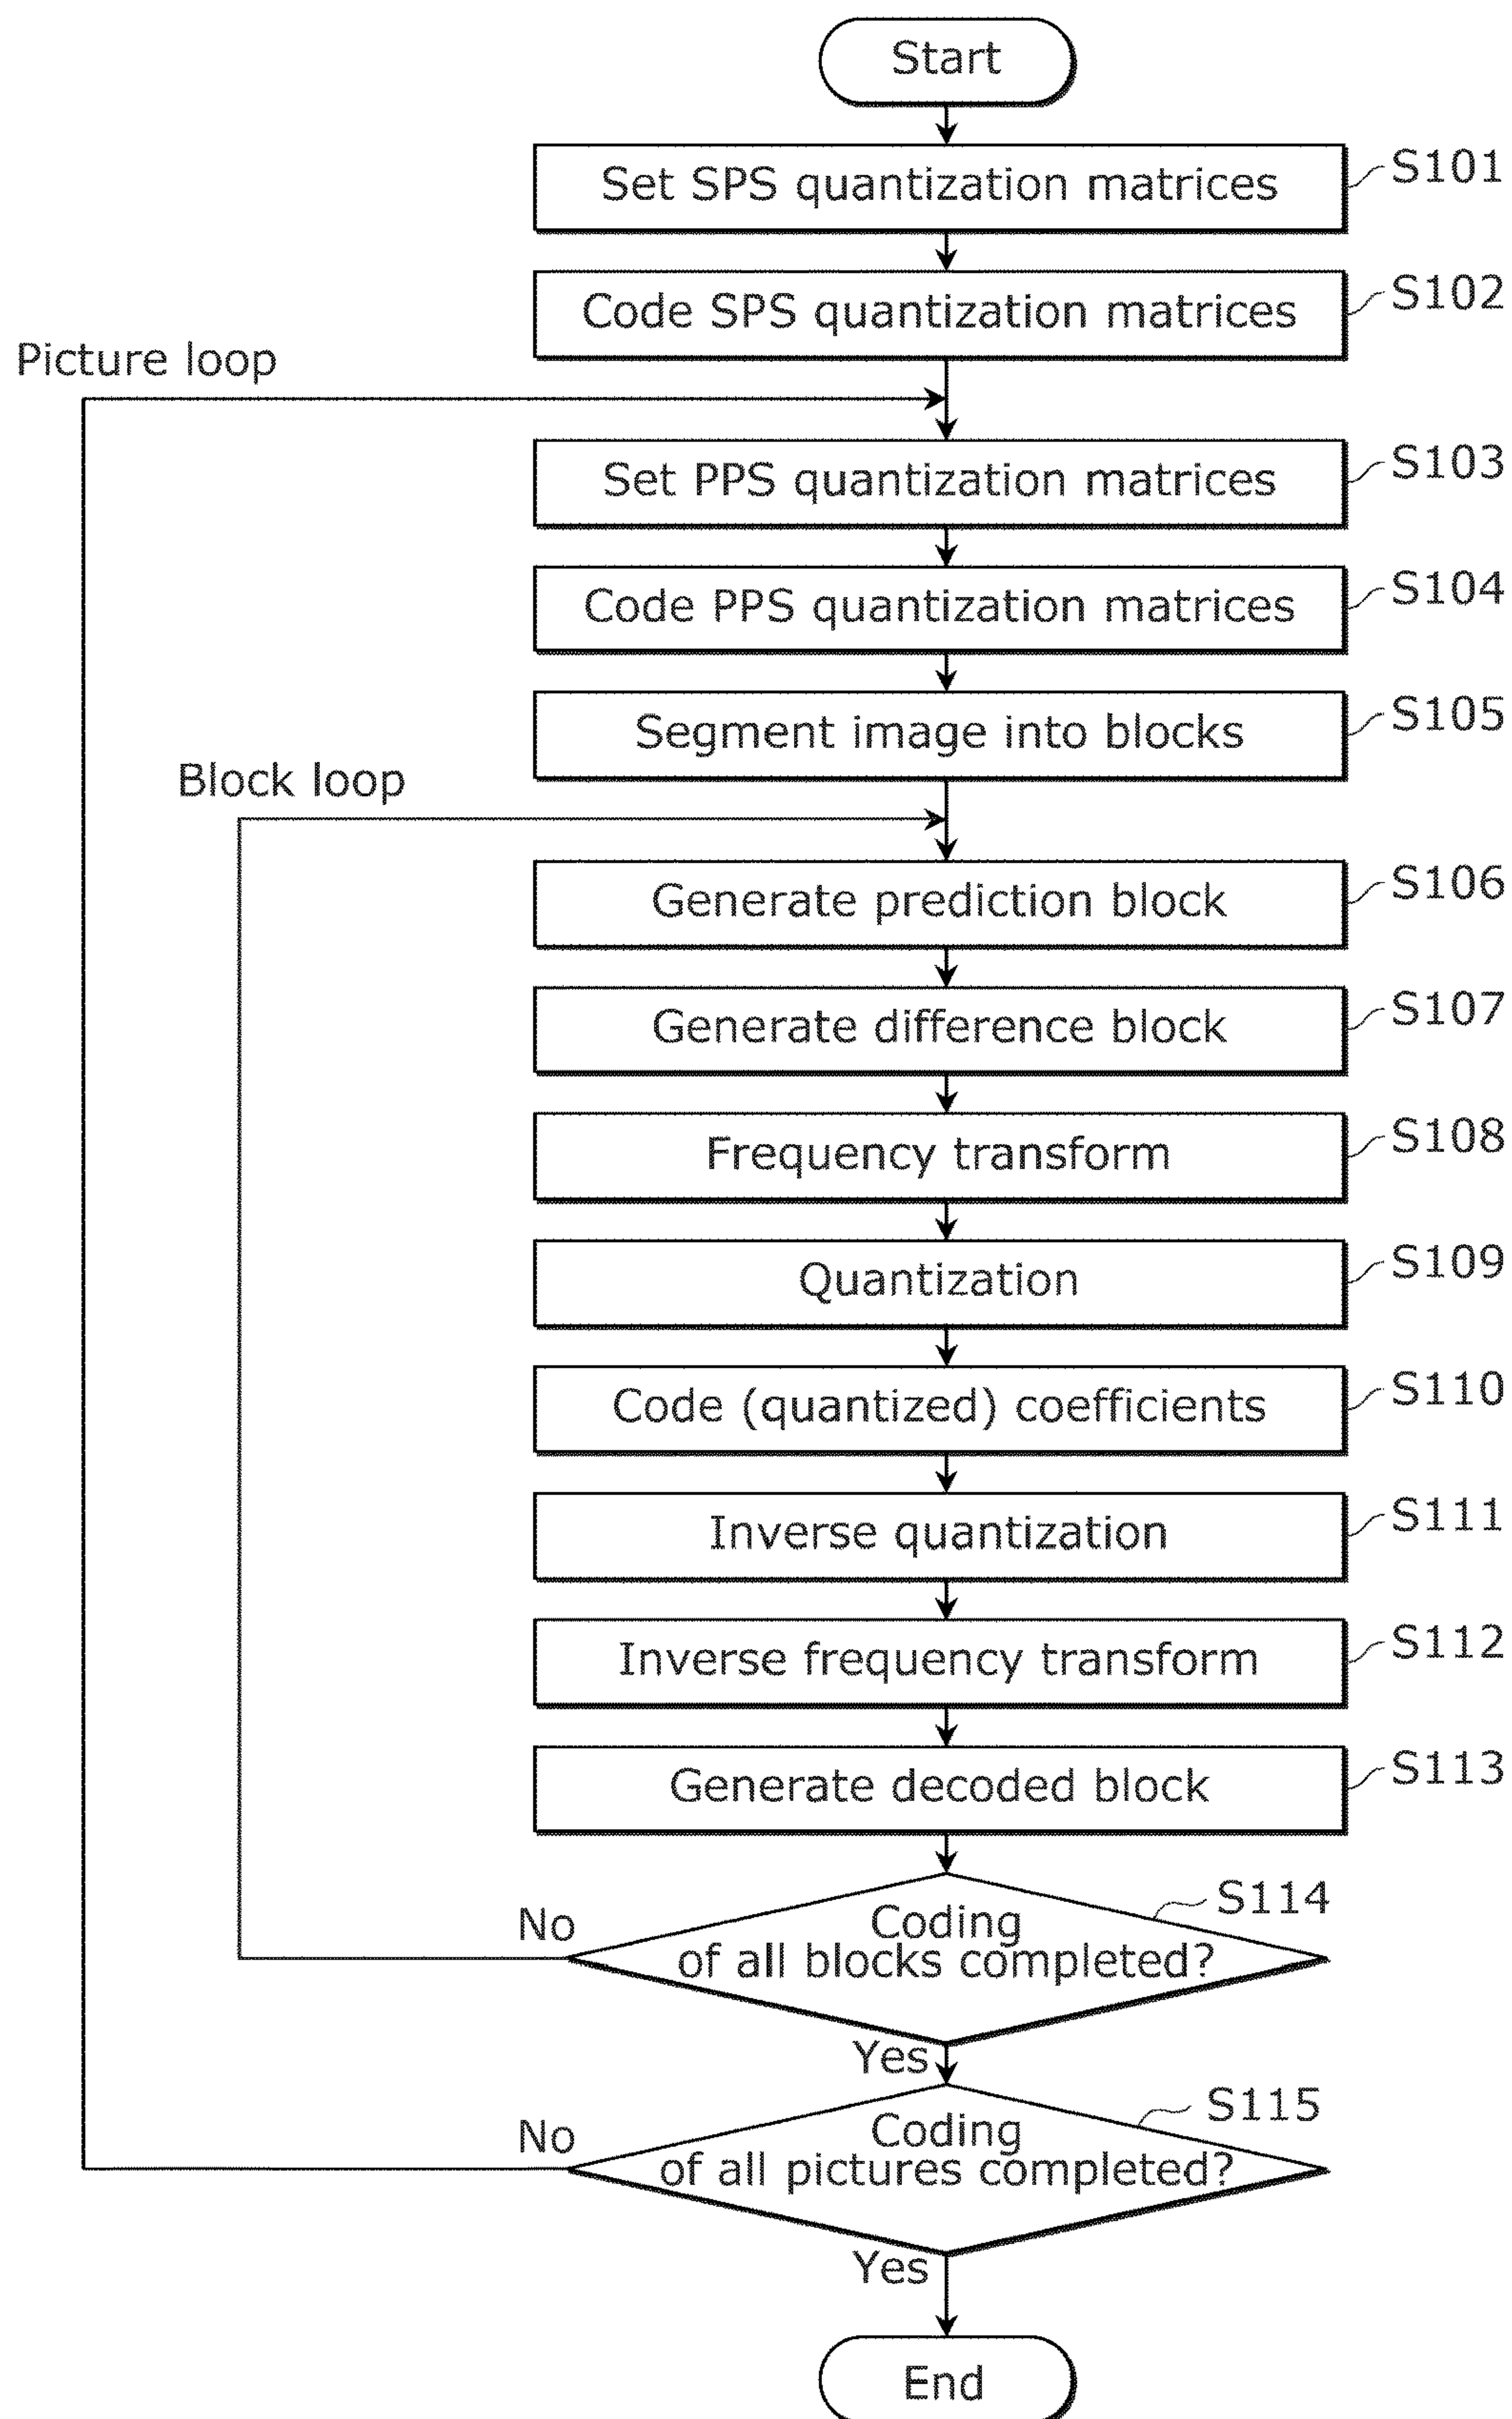 Start
Set SPS quantization matrices
S101
Code SPS quantization matrices
S102
Picture loop
Set PPS quantization matrices
S103
Code PPS quantization matrices
S104
Segment image into blocks
S105
Block loop
Generate prediction block
S106
Generate difference block
S107
Frequency transform
S108
Quantization
S109
Code (quantized) coefficients
S110
Inverse quantization
S111
Inverse frequency transform
S112
Generate decoded block
S113
S114
No
Coding
of all blocks completed?
Yes
S115
No
Coding
of all pictures completed?
Yes
End